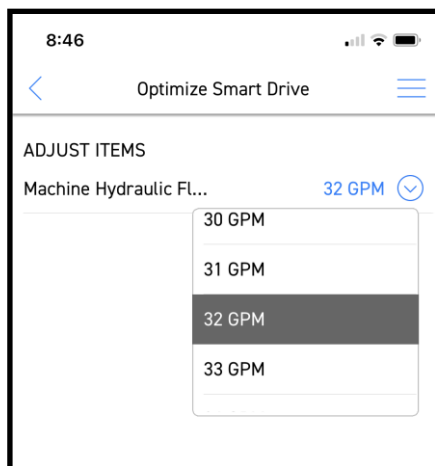 8:46
Optimize Smart Drive
ADJUST ITEMS
Machine Hydraulic Fl... 32 GPM
30 GPM
31 GPM
32 GPM
33 GPM